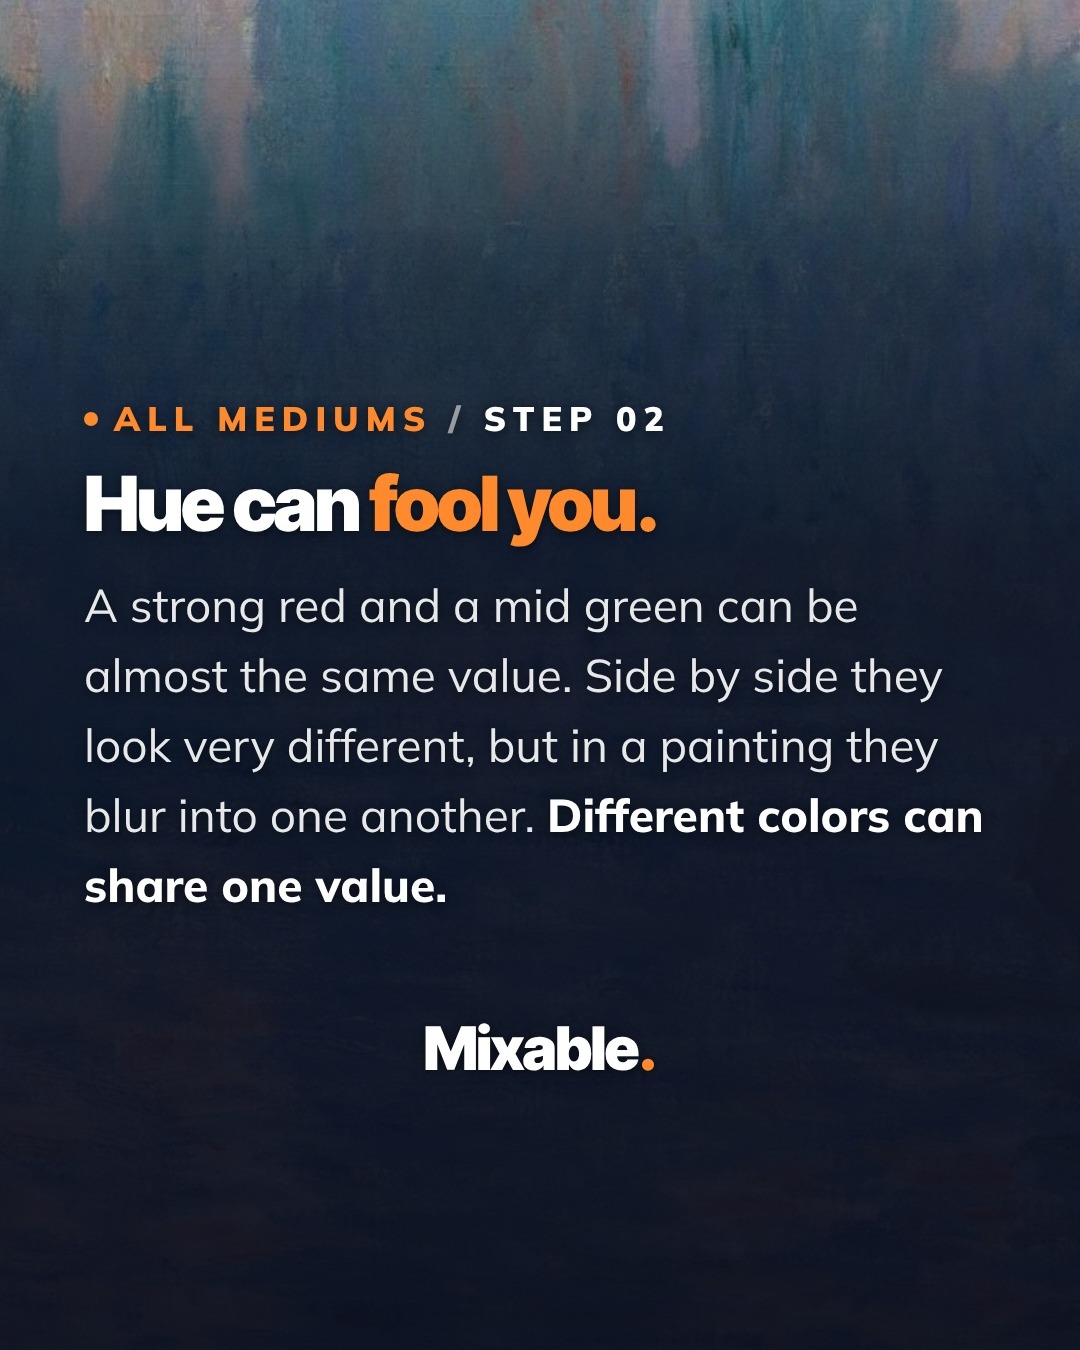 • ALL MEDIUMS / STEP 02
Hue can fool you.
A strong red and a mid green can be
almost the same value. Side by side they
look very different, but in a painting they
blur into one another. Different colors can
share one value.
Mixable.